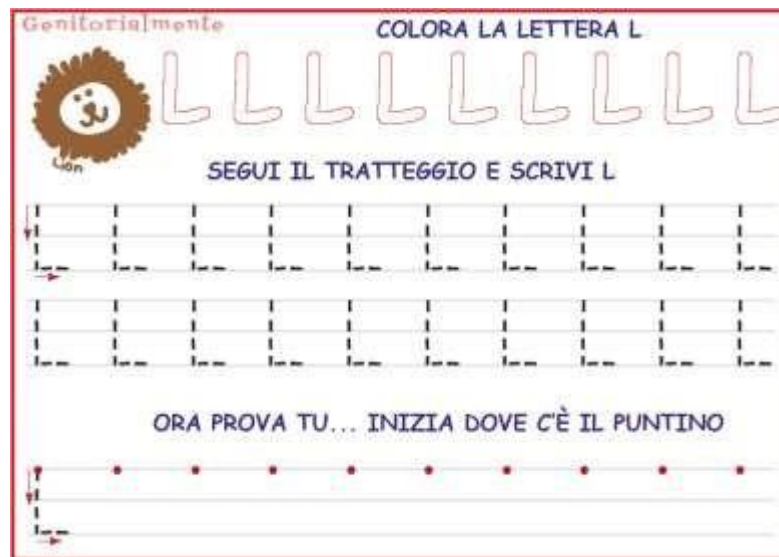 Genitorialmente
COLORA LA LETTERA L
L L L L L L L L L
Lion
SEGUI IL TRATTEGGIO E SCRIVI L
L L L L L L L L L L
L L L L L L L L L L
ORA PROVA TU... INIZIA DOVE C'È IL PUNTINO
L